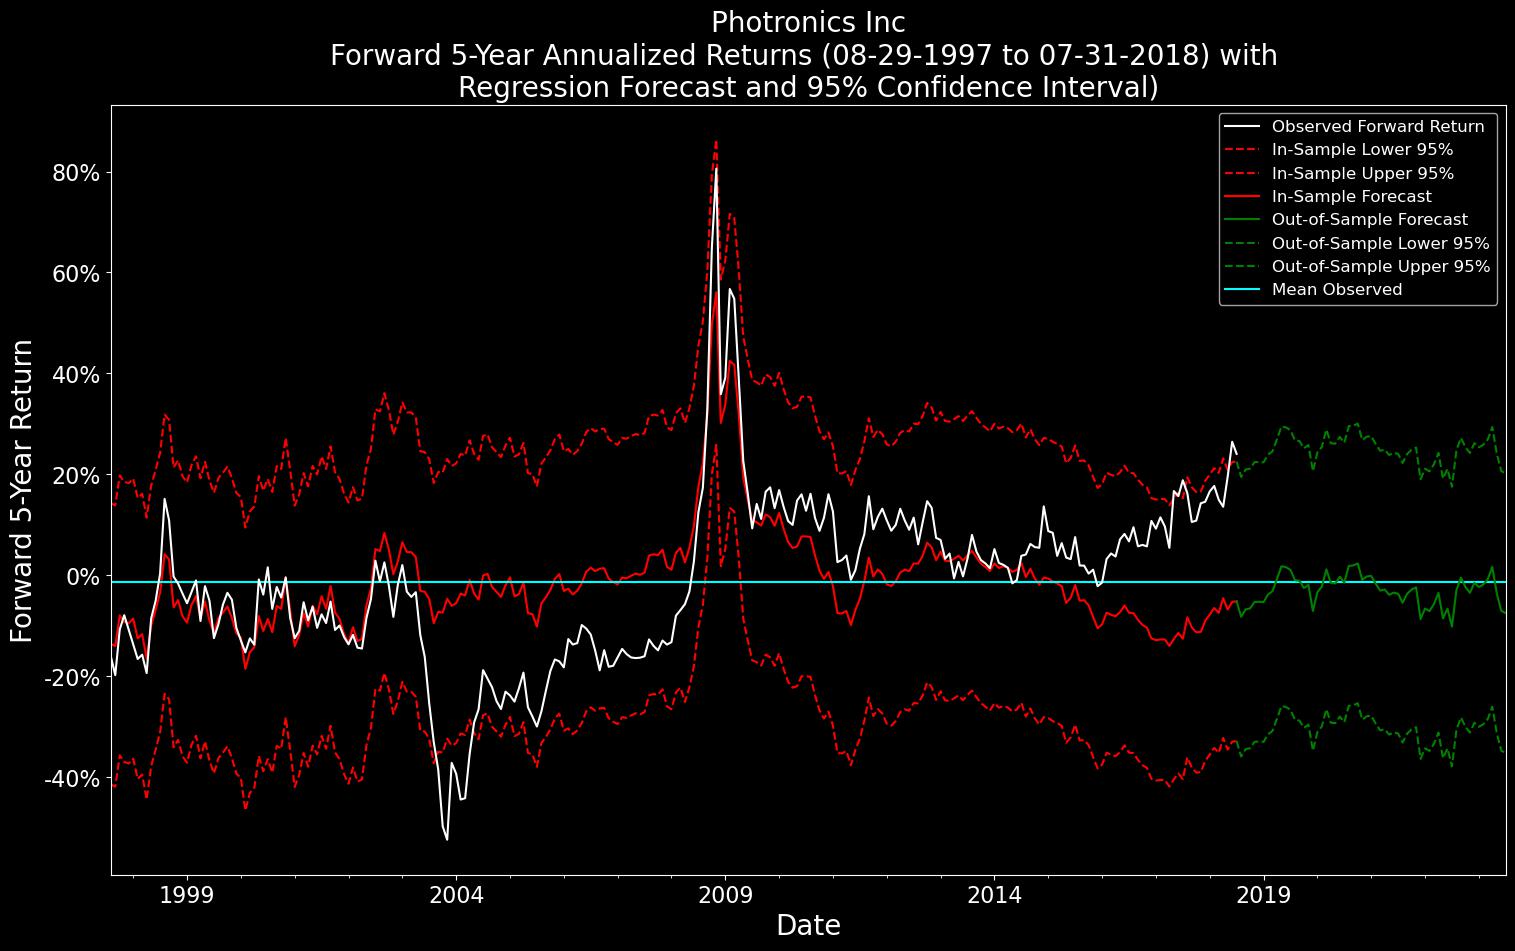 Photronics Inc
Forward 5-Year Annualized Returns (08-29-1997 to 07-31-2018) with
Regression Forecast and 95% Confidence Interval)
Observed Forward Return
In-Sample Lower 95%
In-Sample Upper 95%
In-Sample Forecast
Out-of-Sample Forecast
Out-of-Sample Lower 95%
Out-of-Sample Upper 95%
Mean Observed
Forward 5-Year Return
80%
60%
40%
20%
0%
-20%
-40%
1999
2004
2009
2014
2019
Date